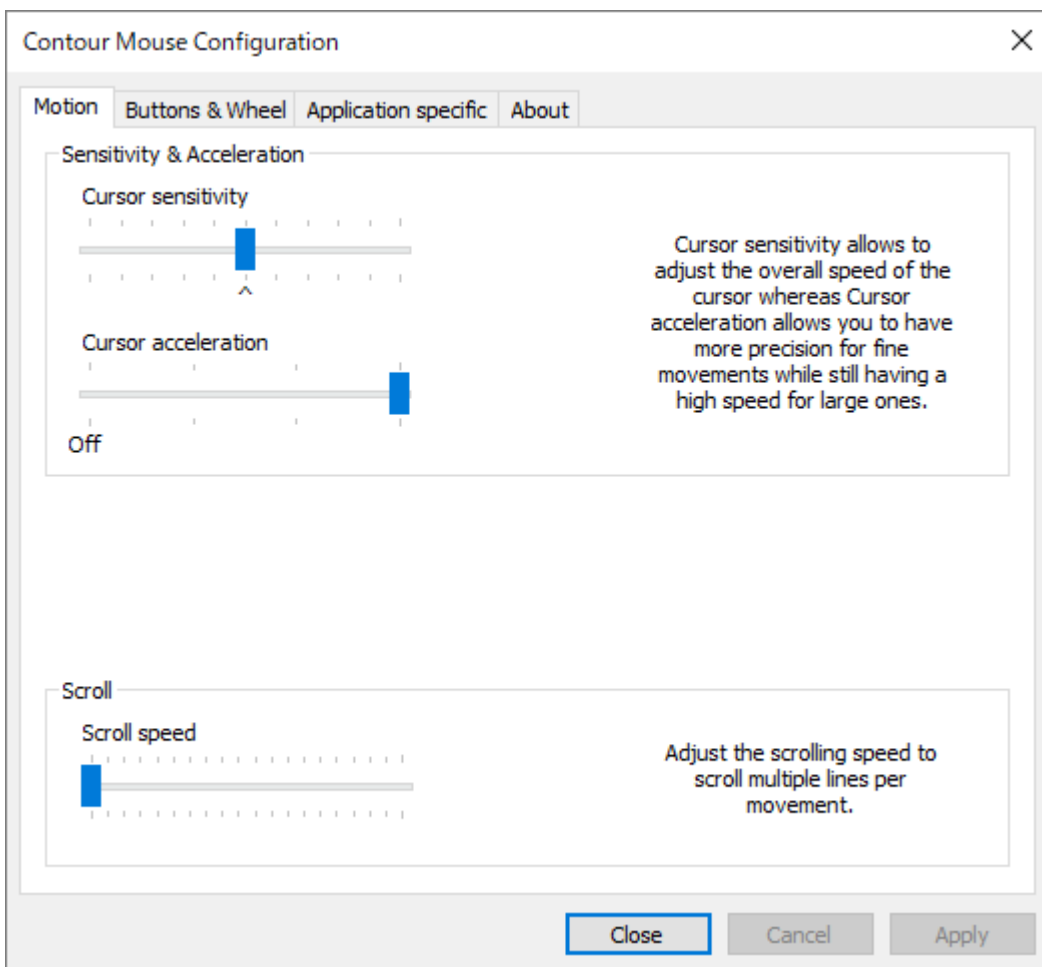 Contour Mouse Configuration
Motion
Buttons & Wheel
Application specific
About
Sensitivity & Acceleration
Cursor sensitivity
^
Cursor acceleration
Off
Cursor sensitivity allows to
adjust the overall speed of the
cursor whereas Cursor
acceleration allows you to have
more precision for fine
movements while still having a
high speed for large ones.
Scroll
Scroll speed
Adjust the scrolling speed to
scroll multiple lines per
movement.
Close
Cancel
Apply